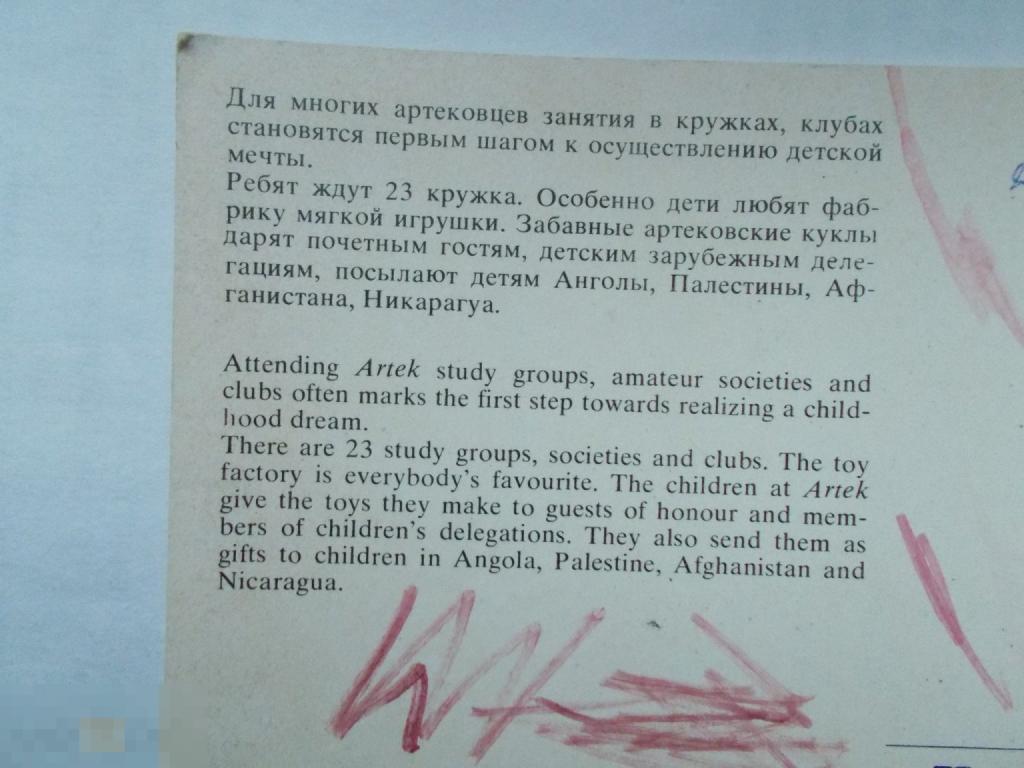 Для многих артековцев занятия в кружках, клубах
становятся первым шагом к осуществлению детской
мечты.
Ребят ждут 23 кружка. Особенно дети любят фаб-
рику мягкой игрушки. Забавные артековские куклы
дарят почетным гостям, детским зарубежным деле-
гациям, посылают детям Анголы, Палестины, Аф-
ганистана, Никарагуа.
Attending Artek study groups, amateur societies and
clubs often marks the first step towards realizing a child-
hood dream.
There are 23 study groups, societies and clubs. The toy
factory is everybody's favourite. The children at Artek
give the toys they make to guests of honour and mem-
bers of children's delegations. They also send them as
gifts to children in Angola, Palestine, Afghanistan and
Nicaragua.